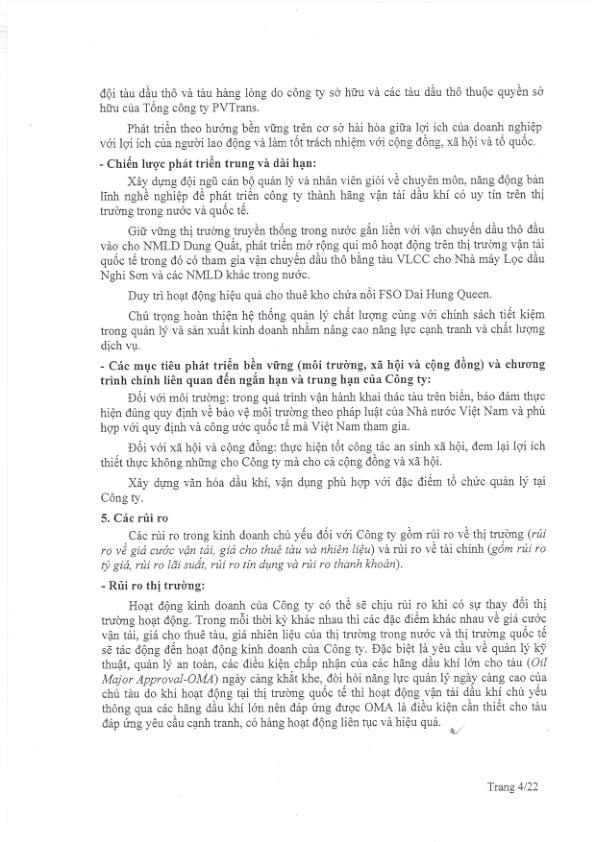 đội tàu dầu thô và tàu hàng lỏng do công ty sở hữu và các tàu dầu thô thuộc quyền sở
hữu của Tổng công ty PVTrans.
Phát triển theo hướng bền vững trên cơ sở hài hòa giữa lợi ích của doanh nghiệp
với lợi ích của người lao động và làm tốt trách nhiệm với cộng đồng, xã hội và tổ quốc.
- Chiến lược phát triển trung và dài hạn:
Xây dựng đội ngũ cán bộ quản lý và nhân viên giỏi về chuyên môn, năng động bản
lĩnh nghề nghiệp để phát triển công ty thành hãng vận tải dầu khí có uy tín trên thị
trường trong nước và quốc tế.
Giữ vững thị trường truyền thống trong nước gắn liền với vận chuyển dầu thô đầu
vào cho NMLD Dung Quất, phát triển mở rộng qui mô hoạt động trên thị trường vận tải
quốc tế trong đó có tham gia vận chuyển dầu thô bằng tàu VLCC cho Nhà máy Lọc dầu
Nghi Sơn và các NMLD khác trong nước.
Duy trì hoạt động hiệu quả cho thuê kho chứa nổi FSO Dai Hung Queen.
Chú trọng hoàn thiện hệ thống quản lý chất lượng cùng với chính sách tiết kiệm
trong quản lý và sản xuất kinh doanh nhằm nâng cao năng lực cạnh tranh và chất lượng
dịch vụ.
- Các mục tiêu phát triển bền vững (môi trường, xã hội và cộng đồng) và chương
trình chính liên quan đến ngắn hạn và trung hạn của Công ty:
Đối với môi trường: trong quá trình vận hành khai thác tàu trên biển, bảo đảm thực
hiện đúng quy định về bảo vệ môi trường theo pháp luật của Nhà nước Việt Nam và phù
hợp với quy định và công ước quốc tế mà Việt Nam tham gia.
Đối với xã hội và cộng đồng: thực hiện tốt công tác an sinh xã hội, đem lại lợi ích
thiết thực không những cho Công ty mà cho cả cộng đồng và xã hội.
Xây dựng văn hóa dầu khí, vận dụng phù hợp với đặc điểm tổ chức quản lý tại
Công ty.
5. Các rủi ro
Các rủi ro trong kinh doanh chủ yếu đối với Công ty gồm rủi ro về thị trường (rủi
ro về giá cước vận tải, giá cho thuê tàu và nhiên liệu) và rủi ro về tài chính (gồm rủi ro
tỷ giá, rủi ro lãi suất, rủi ro tín dụng và rủi ro thanh khoản).
- Rủi ro thị trường:
Hoạt động kinh doanh của Công ty có thể sẽ chịu rủi ro khi có sự thay đổi thị
trường hoạt động. Trong mỗi thời kỳ khác nhau thì các đặc điểm khác nhau về giá cước
vận tải, giá cho thuê tàu, giá nhiên liệu của thị trường trong nước và thị trường quốc tế
sẽ tác động đến hoạt động kinh doanh của Công ty. Đặc biệt là yêu cầu về quản lý kỹ
thuật, quản lý an toàn, các điều kiện chấp nhận của các hãng dầu khí lớn cho tàu (Oil
Major Approval-OMA) ngày càng khắt khe, đòi hỏi năng lực quản lý ngày càng cao của
chủ tàu do khi hoạt động tại thị trường quốc tế thì hoạt động vận tải dầu khí chủ yếu
thông qua các hãng dầu khí lớn nên đáp ứng được OMA là điều kiện cần thiết cho tàu
đáp ứng yêu cầu cạnh tranh, có hàng hoạt động liên tục và hiệu quả.
Trang 4/22